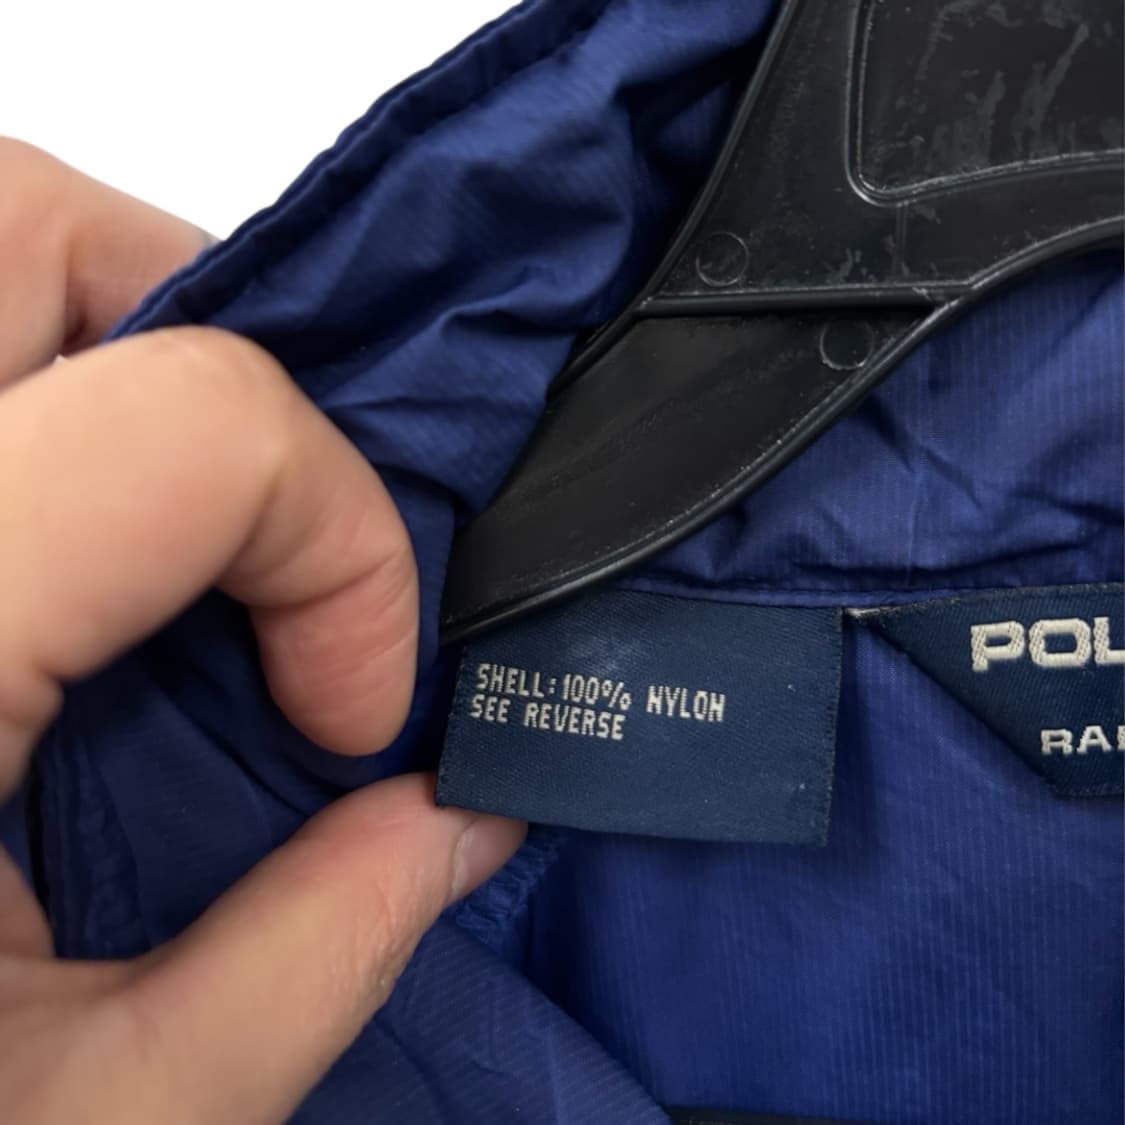 SHELL: 100% NYLON
SEE REVERSE
POL
RA